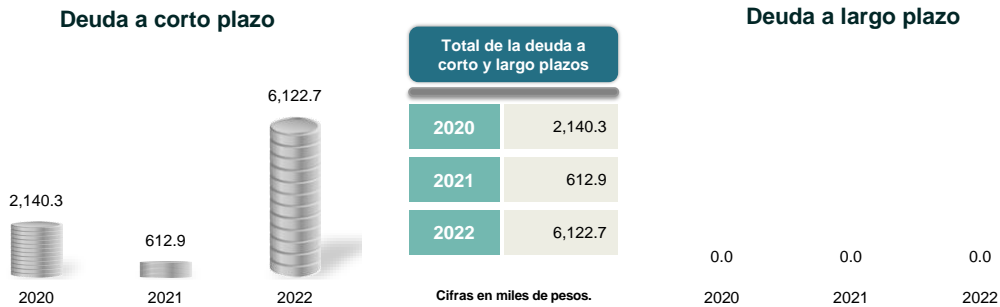 Deuda a corto plazo
6,122.7
2,140.3
612.9
2020 2021 2022
Total de la deuda a
corto y largo plazos
2020 2,140.3
2021 612.9
2022 6,122.7
Cifras en miles de pesos.
Deuda a largo plazo
0.0 0.0 0.0
2020 2021 2022